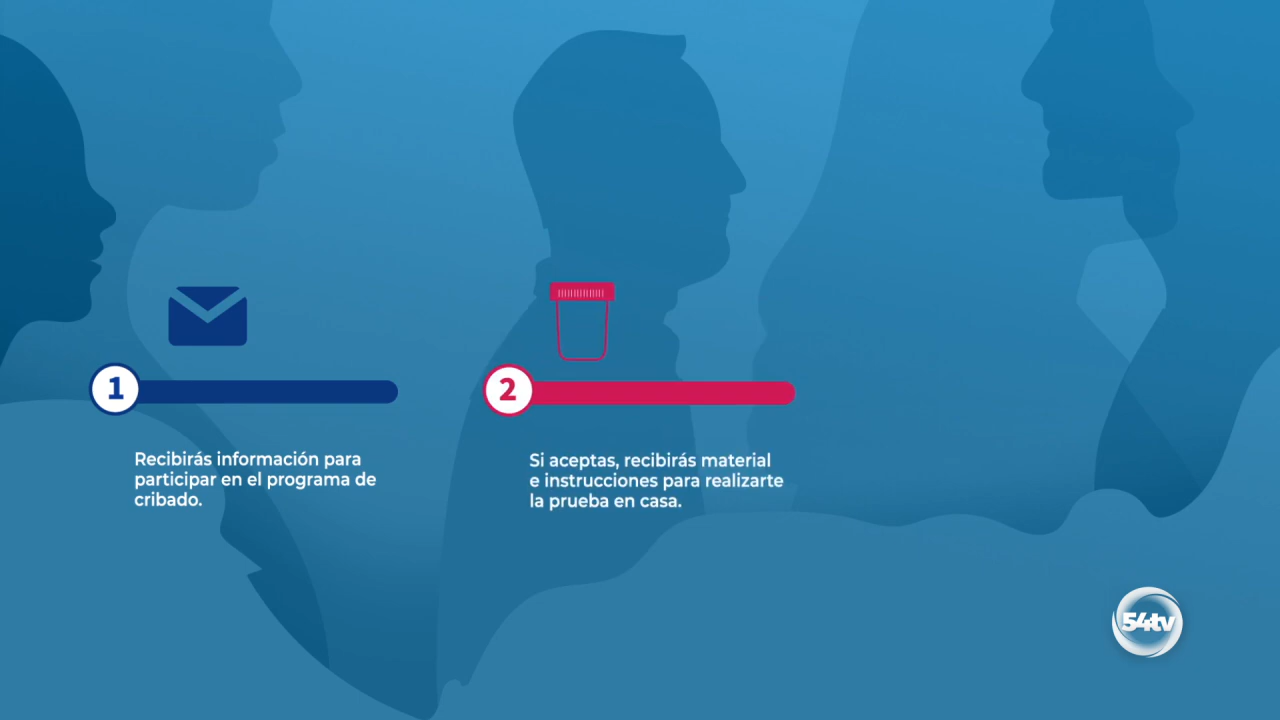 1
Recibirás información para
participar en el programa de
cribado.
2
Si aceptas, recibirás material
e instrucciones para realizarte
la prueba en casa.
54tv